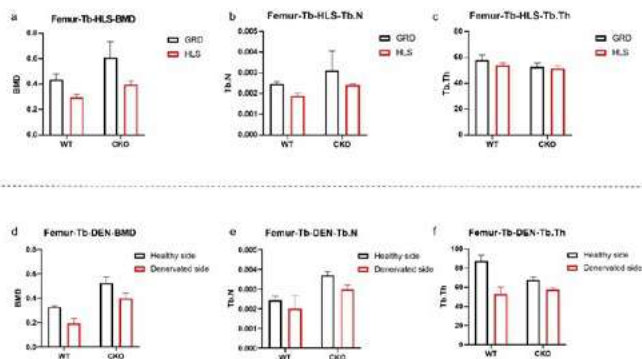 a
Femur-Tb-HLS-BMD
0.8
0.6
0.4
0.2
0.0
BMD
WT
CKO
GRD
HLS
b
Femur-Tb-HLS-Tb.N
0.005
0.004
0.003
0.002
0.001
0.000
Tb.N
WT
CKO
GRD
HLS
c
Femur-Tb-HLS-Tb.Th
80
60
40
20
0
Tb.Th
WT
CKO
GRD
HLS
d
Femur-Tb-DEN-BMD
0.8
0.6
0.4
0.2
0.0
BMD
WT
CKO
Healthy side
Denervated side
e
Femur-Tb-DEN-Tb.N
0.005
0.004
0.003
0.002
0.001
0.000
Tb.N
WT
CKO
Healthy side
Denervated side
f
Femur-Tb-DEN-Tb.Th
100
80
60
40
20
0
Tb.Th
WT
CKO
Healthy side
Denervated side